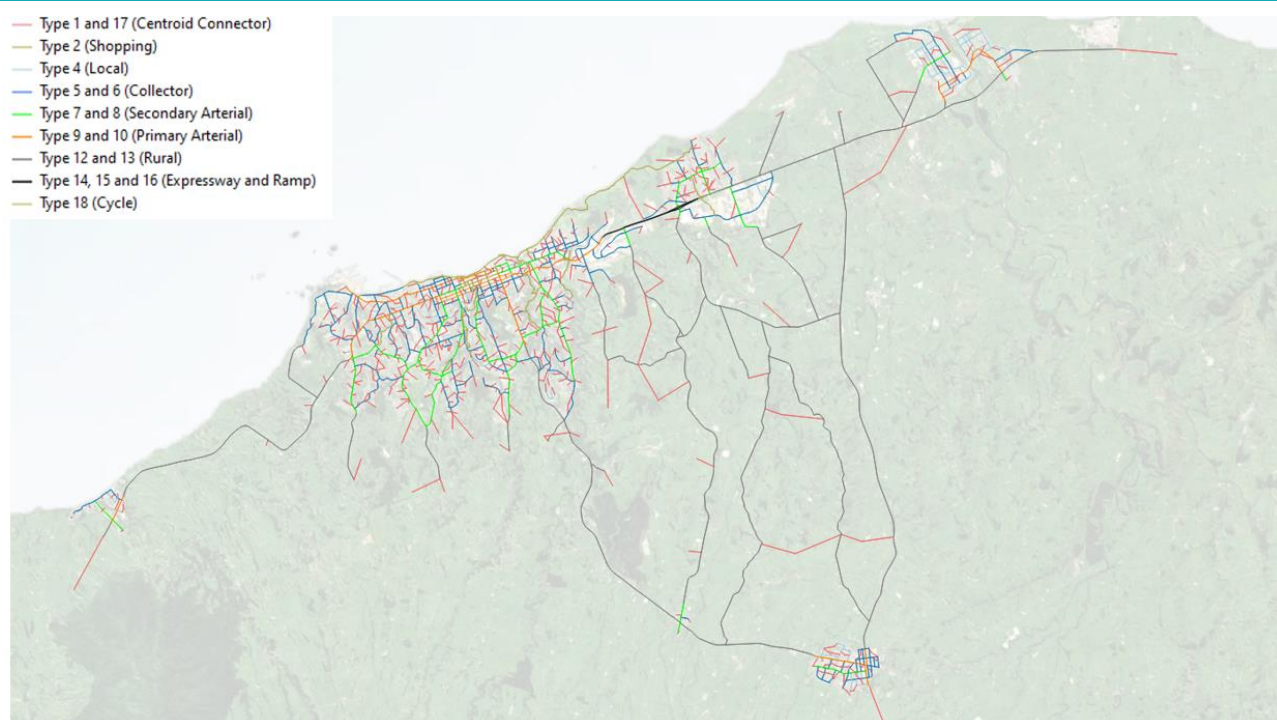 Type 1 and 17 (Centroid Connector)
Type 2 (Shopping)
Type 4 (Local)
Type 5 and 6 (Collector)
Type 7 and 8 (Secondary Arterial)
Type 9 and 10 (Primary Arterial)
Type 12 and 13 (Rural)
Type 14, 15 and 16 (Expressway and Ramp)
Type 18 (Cycle)